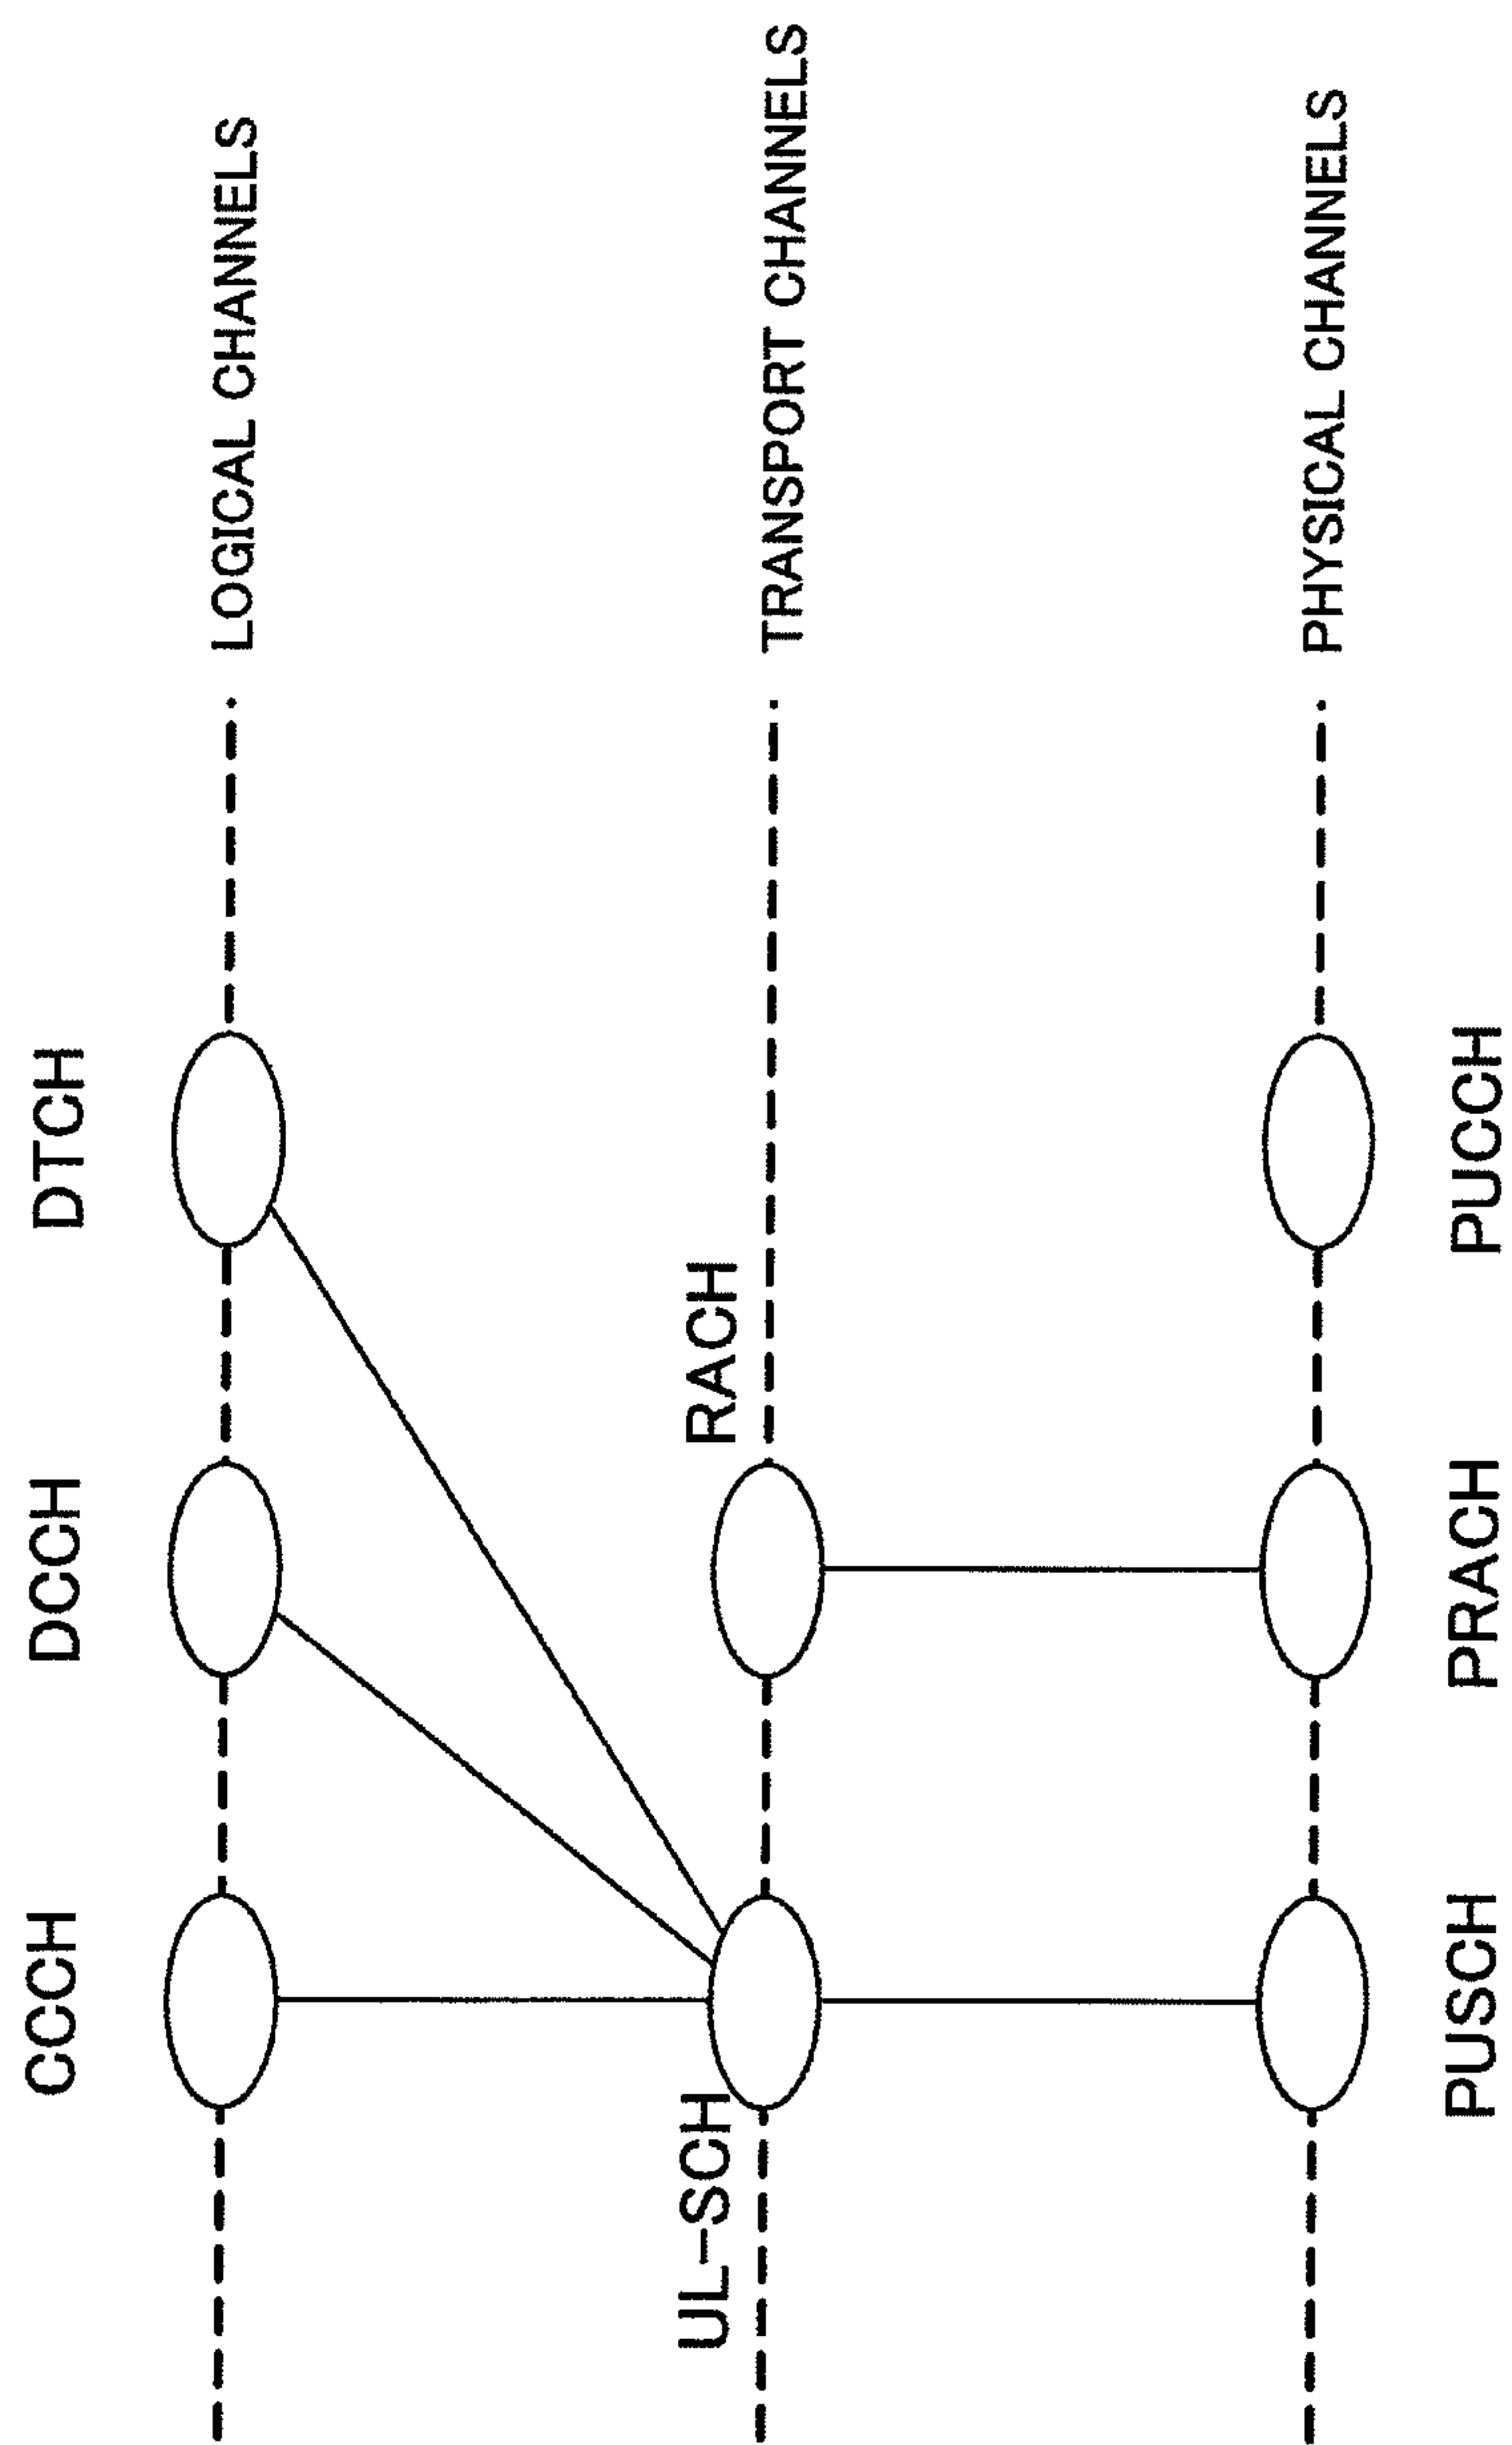 CCCH
DCCH
DTCH
LOGICAL CHANNELS
UL-SCH
RACH
TRANSPORT CHANNELS
PHYSICAL CHANNELS
PUSCH
PRACH
PUCCH